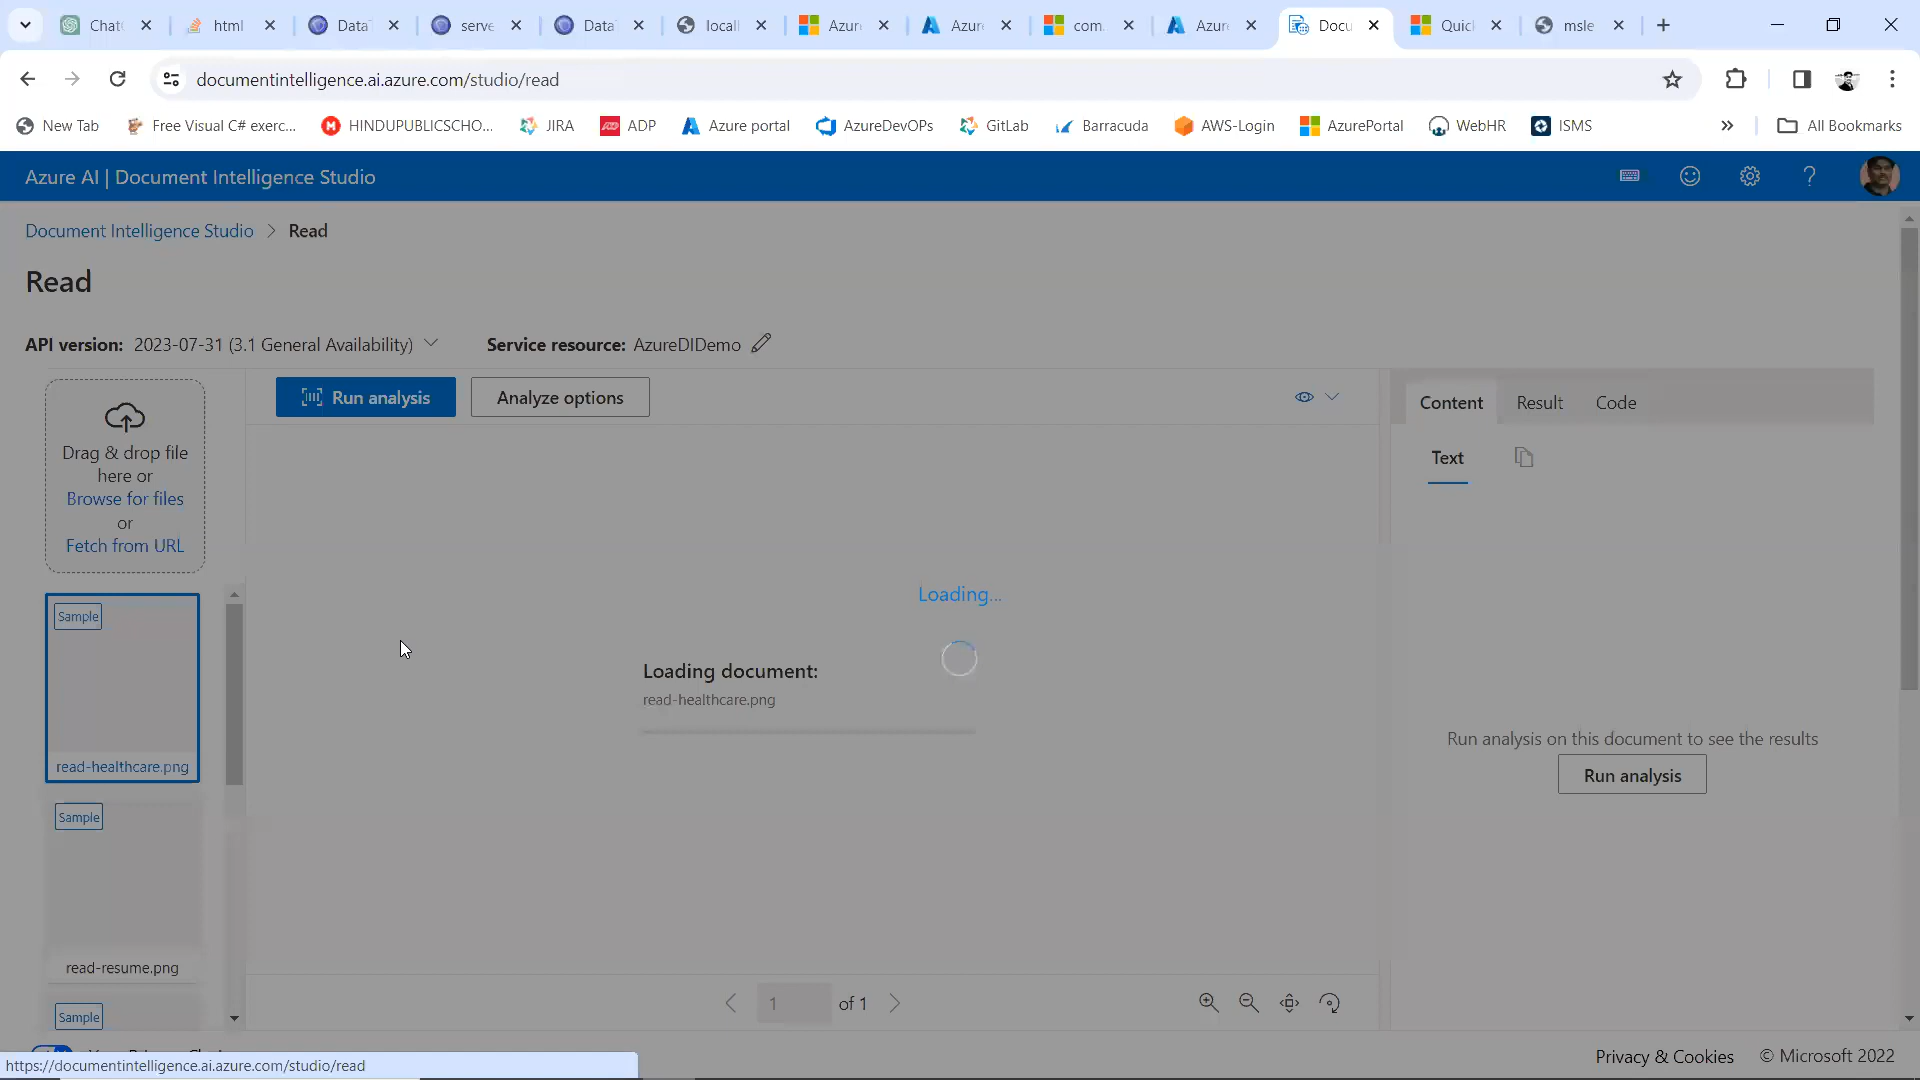 Chat
html
Data
serve
Data
locall
Azur
Azure
com
Azure
Docu
Quic
msle
documentintelligence.ai.azure.com/studio/read
New Tab
Free Visual C# exerc...
HINDUPUBLICSCHO...
JIRA
ADP
Azure portal
AzureDevOPs
GitLab
Barracuda
AWS-Login
AzurePortal
WebHR
ISMS
All Bookmarks
Azure AI | Document Intelligence Studio
Document Intelligence Studio > Read
Read
API version: 2023-07-31 (3.1 General Availability)
Service resource: AzureDIDemo
Drag & drop file
here or
Browse for files
or
Fetch from URL
Run analysis
Analyze options
Content
Result
Code
Text
Loading...
Loading document:
read-healthcare.png
Sample
read-healthcare.png
Sample
read-resume.png
Sample
Run analysis on this document to see the results
Run analysis
1 of 1
https://documentintelligence.ai.azure.com/studio/read
Privacy & Cookies
© Microsoft 2022